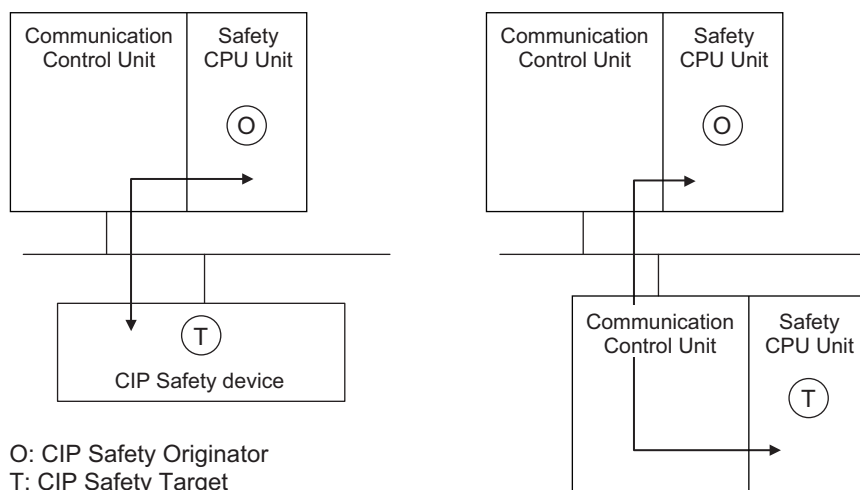 Communication
Control Unit
Safety
CPU Unit
O
T
CIP Safety device
O: CIP Safety Originator
T: CIP Safety Target
Communication
Control Unit
Safety
CPU Unit
O
Communication
Control Unit
Safety
CPU Unit
T